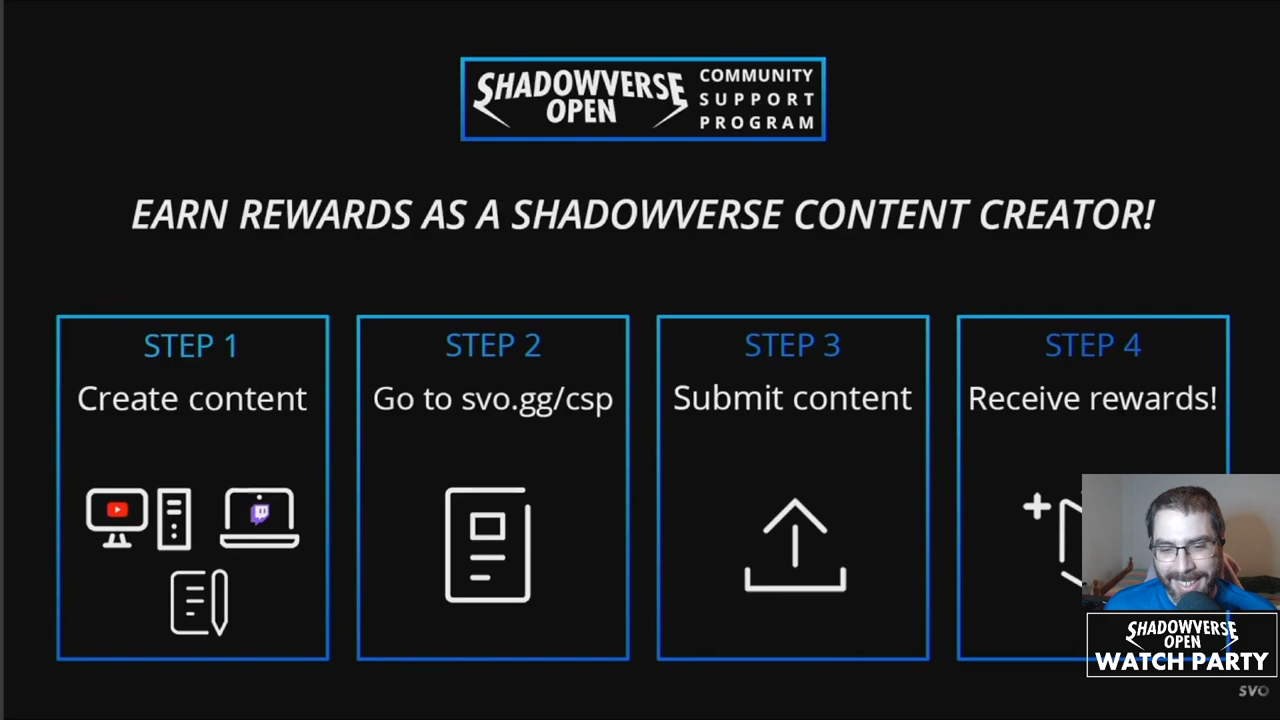 SHADOWVERSE
OPEN
COMMUNITY
SUPPORT
PROGRAM
EARN REWARDS AS A SHADOWVERSE CONTENT CREATOR!
STEP 1
Create content
STEP 2
Go to svo.gg/csp
STEP 3
Submit content
STEP 4
Receive rewards!
SHADOWVERSE
OPEN
WATCH PARTY
SVO